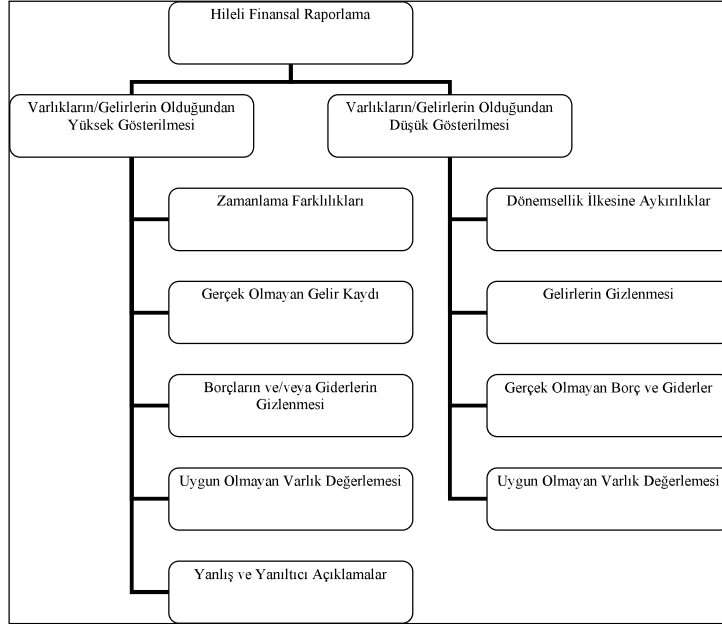 Hileli Finansal Raporlama
Varlıkların/Gelirlerin Olduğundan
Yüksek Gösterilmesi
Varlıkların/Gelirlerin Olduğundan
Düşük Gösterilmesi
Zamanlama Farklılıkları
Dönemsellik İlkesine Aykırılıklar
Gerçek Olmayan Gelir Kaydı
Gelirlerin Gizlenmesi
Borçların ve/veya Giderlerin
Gizlenmesi
Gerçek Olmayan Borç ve Giderler
Uygun Olmayan Varlık Değerlemesi
Uygun Olmayan Varlık Değerlemesi
Yanlış ve Yanıltıcı Açıklamalar